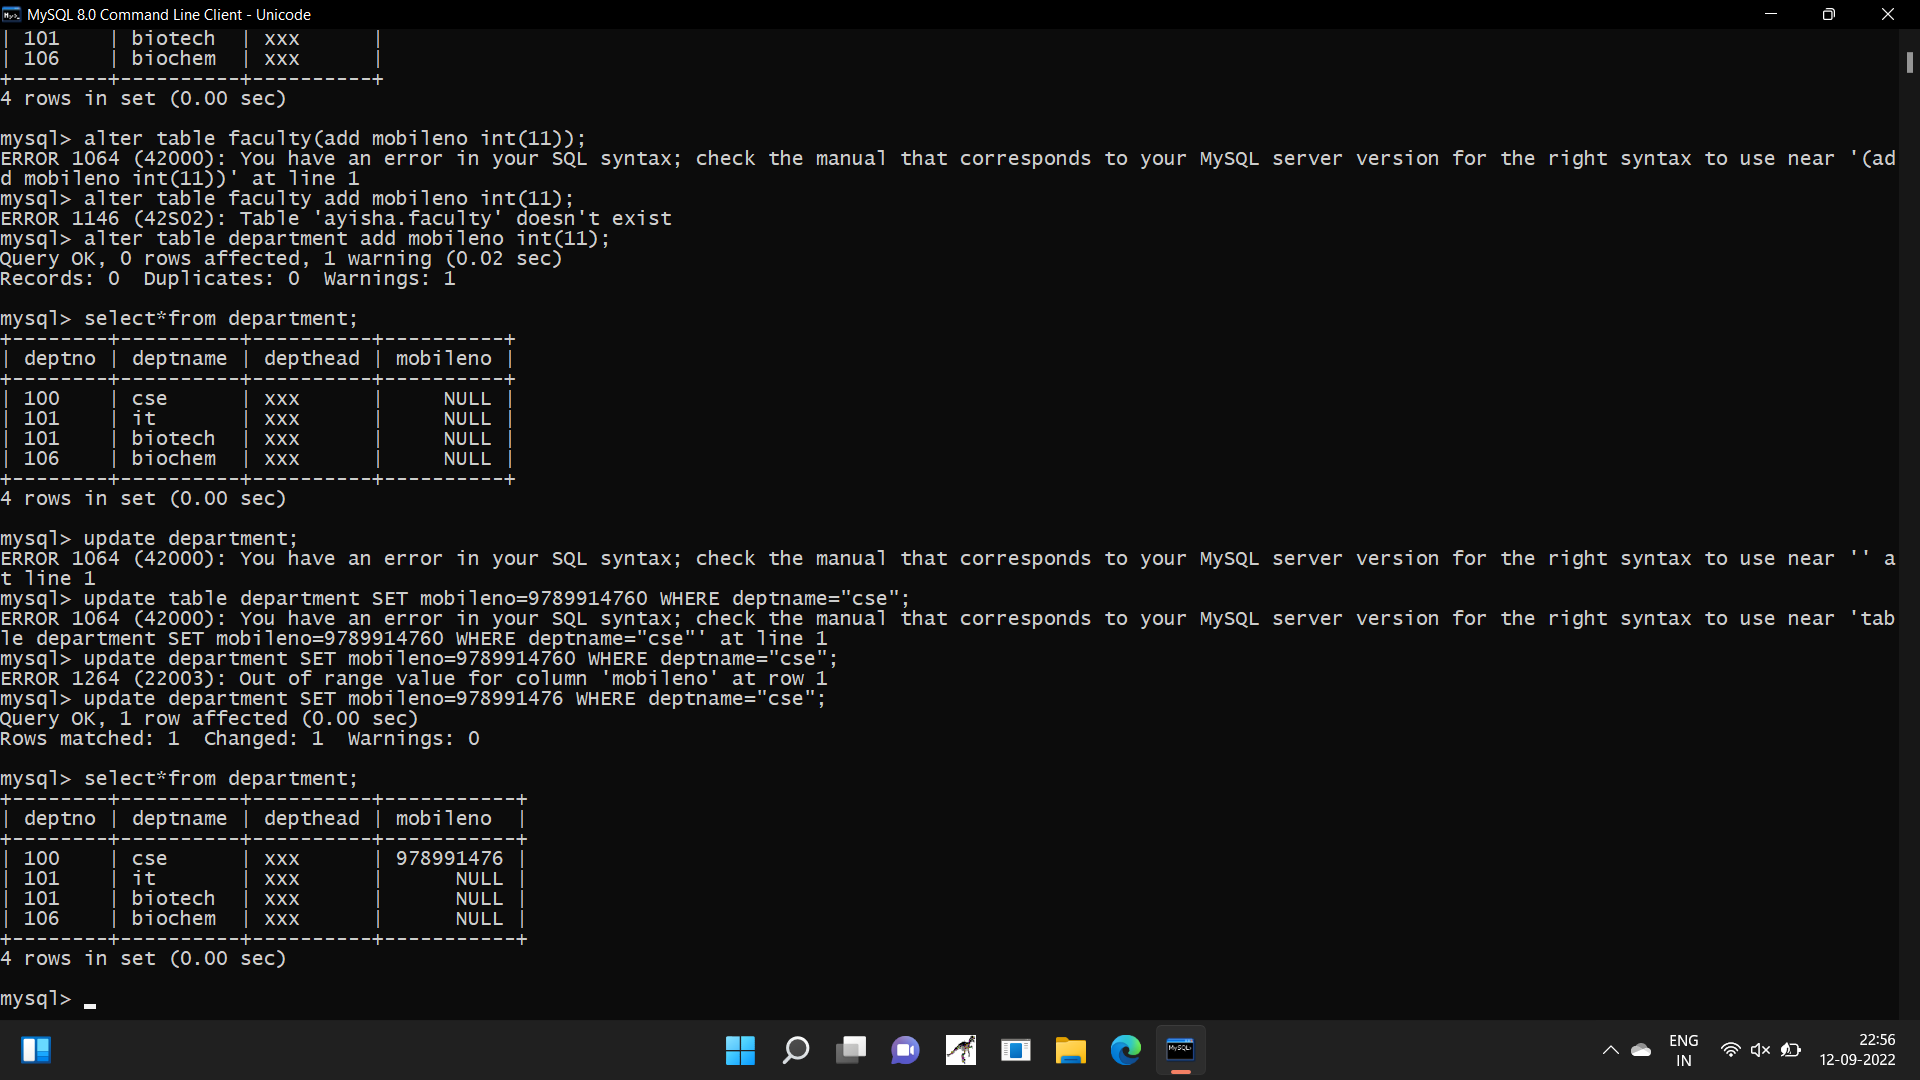 MySQL 8.0 Command Line Client - Unicode
| 101    | biotech  | xxx      |
| 106    | biochem  | xxx      |
+--------+----------+----------+
4 rows in set (0.00 sec)
mysql> alter table faculty(add mobileno int(11));
ERROR 1064 (42000): You have an error in your SQL syntax; check the manual that corresponds to your MySQL server version for the right syntax to use near '(ad
d mobileno int(11))' at line 1
mysql> alter table faculty add mobileno int(11);
ERROR 1146 (42S02): Table 'ayisha.faculty' doesn't exist
mysql> alter table department add mobileno int(11);
Query OK, 0 rows affected, 1 warning (0.02 sec)
Records: 0  Duplicates: 0  Warnings: 1
mysql> select*from department;
+--------+----------+----------+----------+
| deptno | deptname | depthead | mobileno |
+--------+----------+----------+----------+
| 100    | cse      | xxx      |     NULL |
| 101    | it       | xxx      |     NULL |
| 101    | biotech  | xxx      |     NULL |
| 106    | biochem  | xxx      |     NULL |
+--------+----------+----------+----------+
4 rows in set (0.00 sec)
mysql> update department;
ERROR 1064 (42000): You have an error in your SQL syntax; check the manual that corresponds to your MySQL server version for the right syntax to use near '' a
t line 1
mysql> update table department SET mobileno=9789914760 WHERE deptname="cse";
ERROR 1064 (42000): You have an error in your SQL syntax; check the manual that corresponds to your MySQL server version for the right syntax to use near 'tab
le department SET mobileno=9789914760 WHERE deptname="cse"' at line 1
mysql> update department SET mobileno=9789914760 WHERE deptname="cse";
ERROR 1264 (22003): Out of range value for column 'mobileno' at row 1
mysql> update department SET mobileno=978991476 WHERE deptname="cse";
Query OK, 1 row affected (0.00 sec)
Rows matched: 1  Changed: 1  Warnings: 0
mysql> select*from department;
+--------+----------+----------+-----------+
| deptno | deptname | depthead | mobileno  |
+--------+----------+----------+-----------+
| 100    | cse      | xxx      | 978991476 |
| 101    | it       | xxx      |      NULL |
| 101    | biotech  | xxx      |      NULL |
| 106    | biochem  | xxx      |      NULL |
+--------+----------+----------+-----------+
4 rows in set (0.00 sec)
mysql> _
MySQL
ENG
IN
22:56
12-09-2022